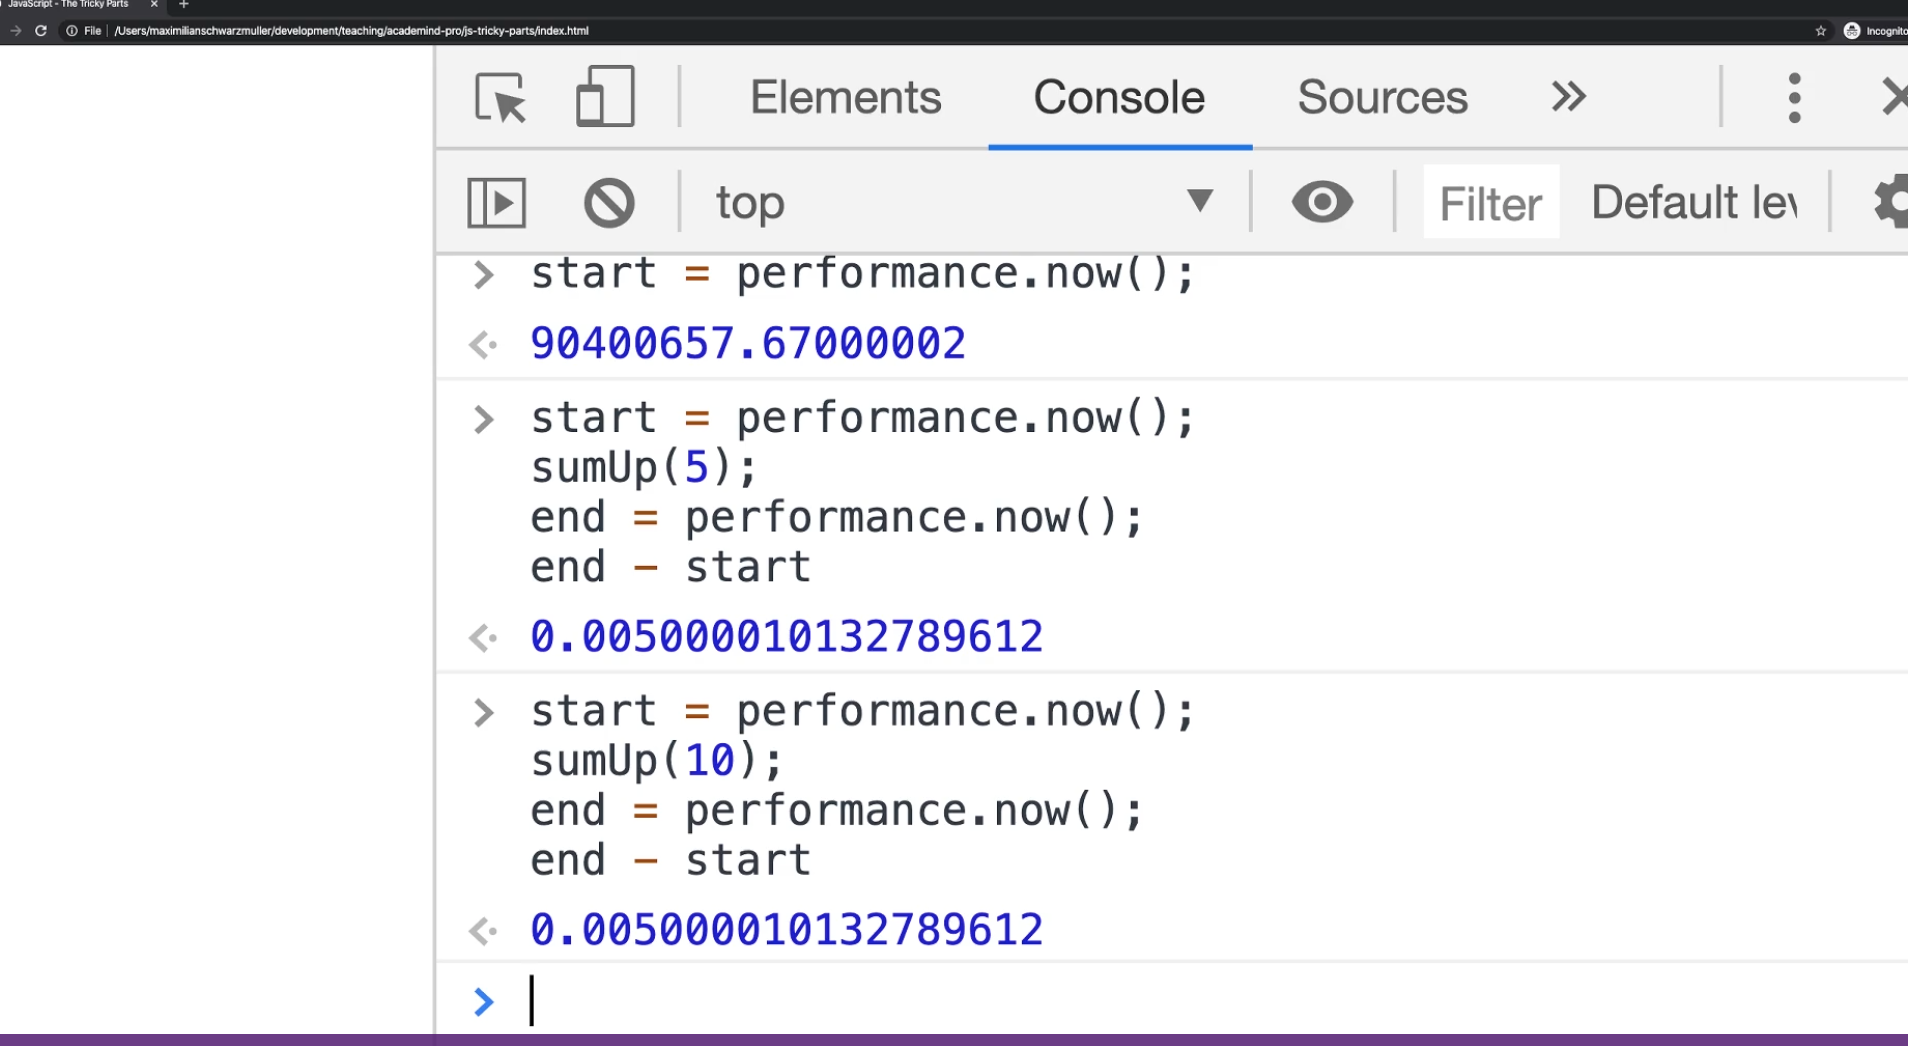 JavaScript - The Tricky Parts
File /Users/maximilianschwarzmuller/development/teaching/academind-pro/js-tricky-parts/index.html
Incognito
Elements Console Sources
top Filter Default lev
start = performance.now();
90400657.67000002
start = performance.now();
sumUp(5);
end = performance.now();
end - start
0.005000010132789612
start = performance.now();
sumUp(10);
end = performance.now();
end - start
0.005000010132789612